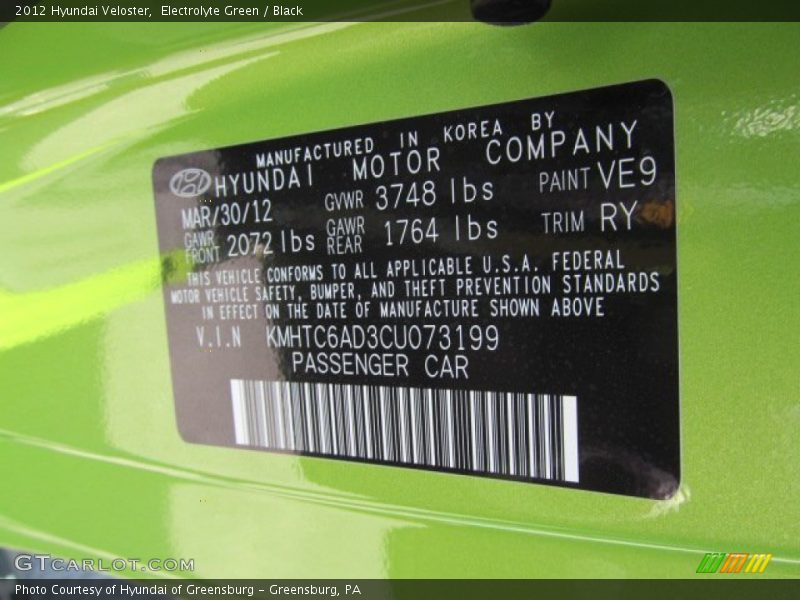 2012 Hyundai Veloster,  Electrolyte Green / Black
MANUFACTURED IN KOREA BY
HYUNDAI MOTOR COMPANY
MAR/30/12 GVWR 3748 lbs PAINT VE9
GAWR FRONT 2072 lbs GAWR REAR 1764 lbs TRIM RY
THIS VEHICLE CONFORMS TO ALL APPLICABLE U.S.A. FEDERAL
MOTOR VEHICLE SAFETY, BUMPER, AND THEFT PREVENTION STANDARDS
IN EFFECT ON THE DATE OF MANUFACTURE SHOWN ABOVE
V.I.N KMHTC6AD3CU073199
PASSENGER CAR
GTCARLOT.COM
Photo Courtesy of Hyundai of Greensburg - Greensburg, PA